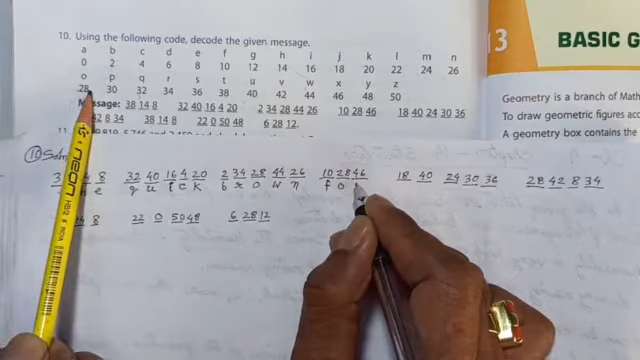 10. Using the following code, decode the given message.
a b c d e f g h i j k l m n
0 2 4 6 8 10 12 14 16 18 20 22 24 26
o p q r s t u v w x y z
28 30 32 34 36 38 40 42 44 46 48 50
Message: 38 14 8 32 40 16 4 20 2 34 28 44 26 10 28 46 18 40 24 30 36
42 8 34 38 14 8 22 0 50 48 6 28 12.
13
BASIC G
Geometry is a branch of Math
To draw geometric figures acc
A geometry box contains the
10
8 32 40 16 4 20 2 34 28 44 26 10 28 46 18 40 24 30 36 28 42 8 34
e q u i c k b r o w n f o
8 22 0 50 48 6 28 12